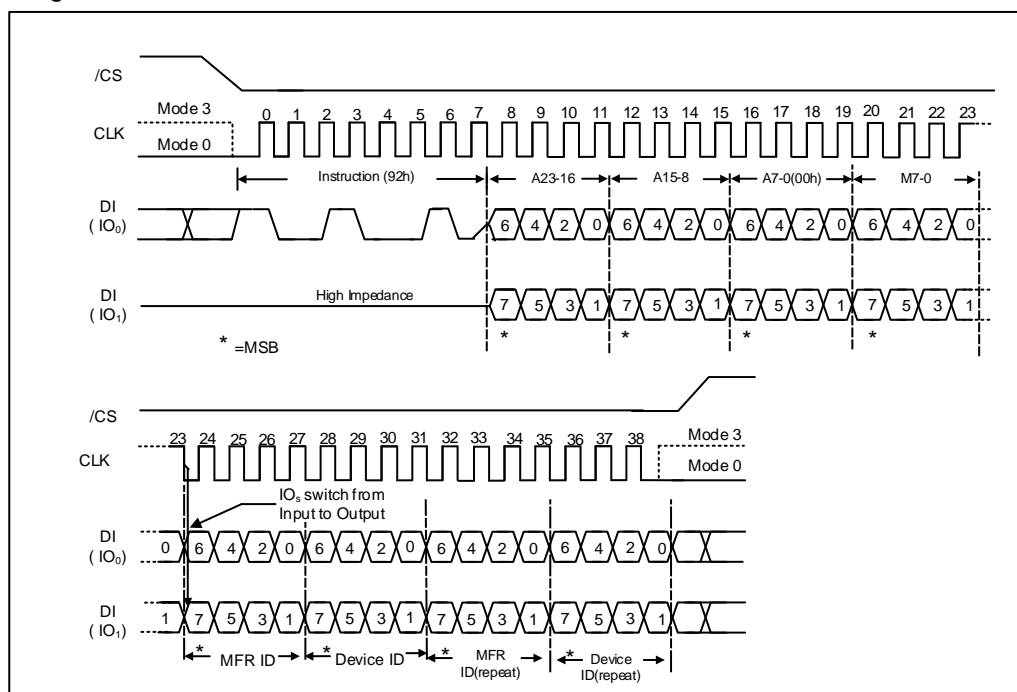 /CS
Mode 3
0 1 2 3 4 5 6 7 8 9 10 11 12 13 14 15 16 17 18 19 20 21 22 23
CLK
Mode 0
Instruction (92h) A23-16 A15-8 A7-0(00h) M7-0
DI
( IO₀)
6 4 2 0 6 4 2 0 6 4 2 0 6 4 2 0
DI
( IO₁)
High Impedance
7 5 3 1 7 5 3 1 7 5 3 1 7 5 3 1
* * * *
* =MSB
/CS
23 24 25 26 27 28 29 30 31 32 33 34 35 36 37 38
Mode 3
CLK
Mode 0
IOₛ switch from
Input to Output
DI
( IO₀)
0 6 4 2 0 6 4 2 0 6 4 2 0 6 4 2 0
DI
( IO₁)
1 7 5 3 1 7 5 3 1 7 5 3 1 7 5 3 1
* * * *
MFR ID Device ID MFR ID(repeat) Device ID(repeat)